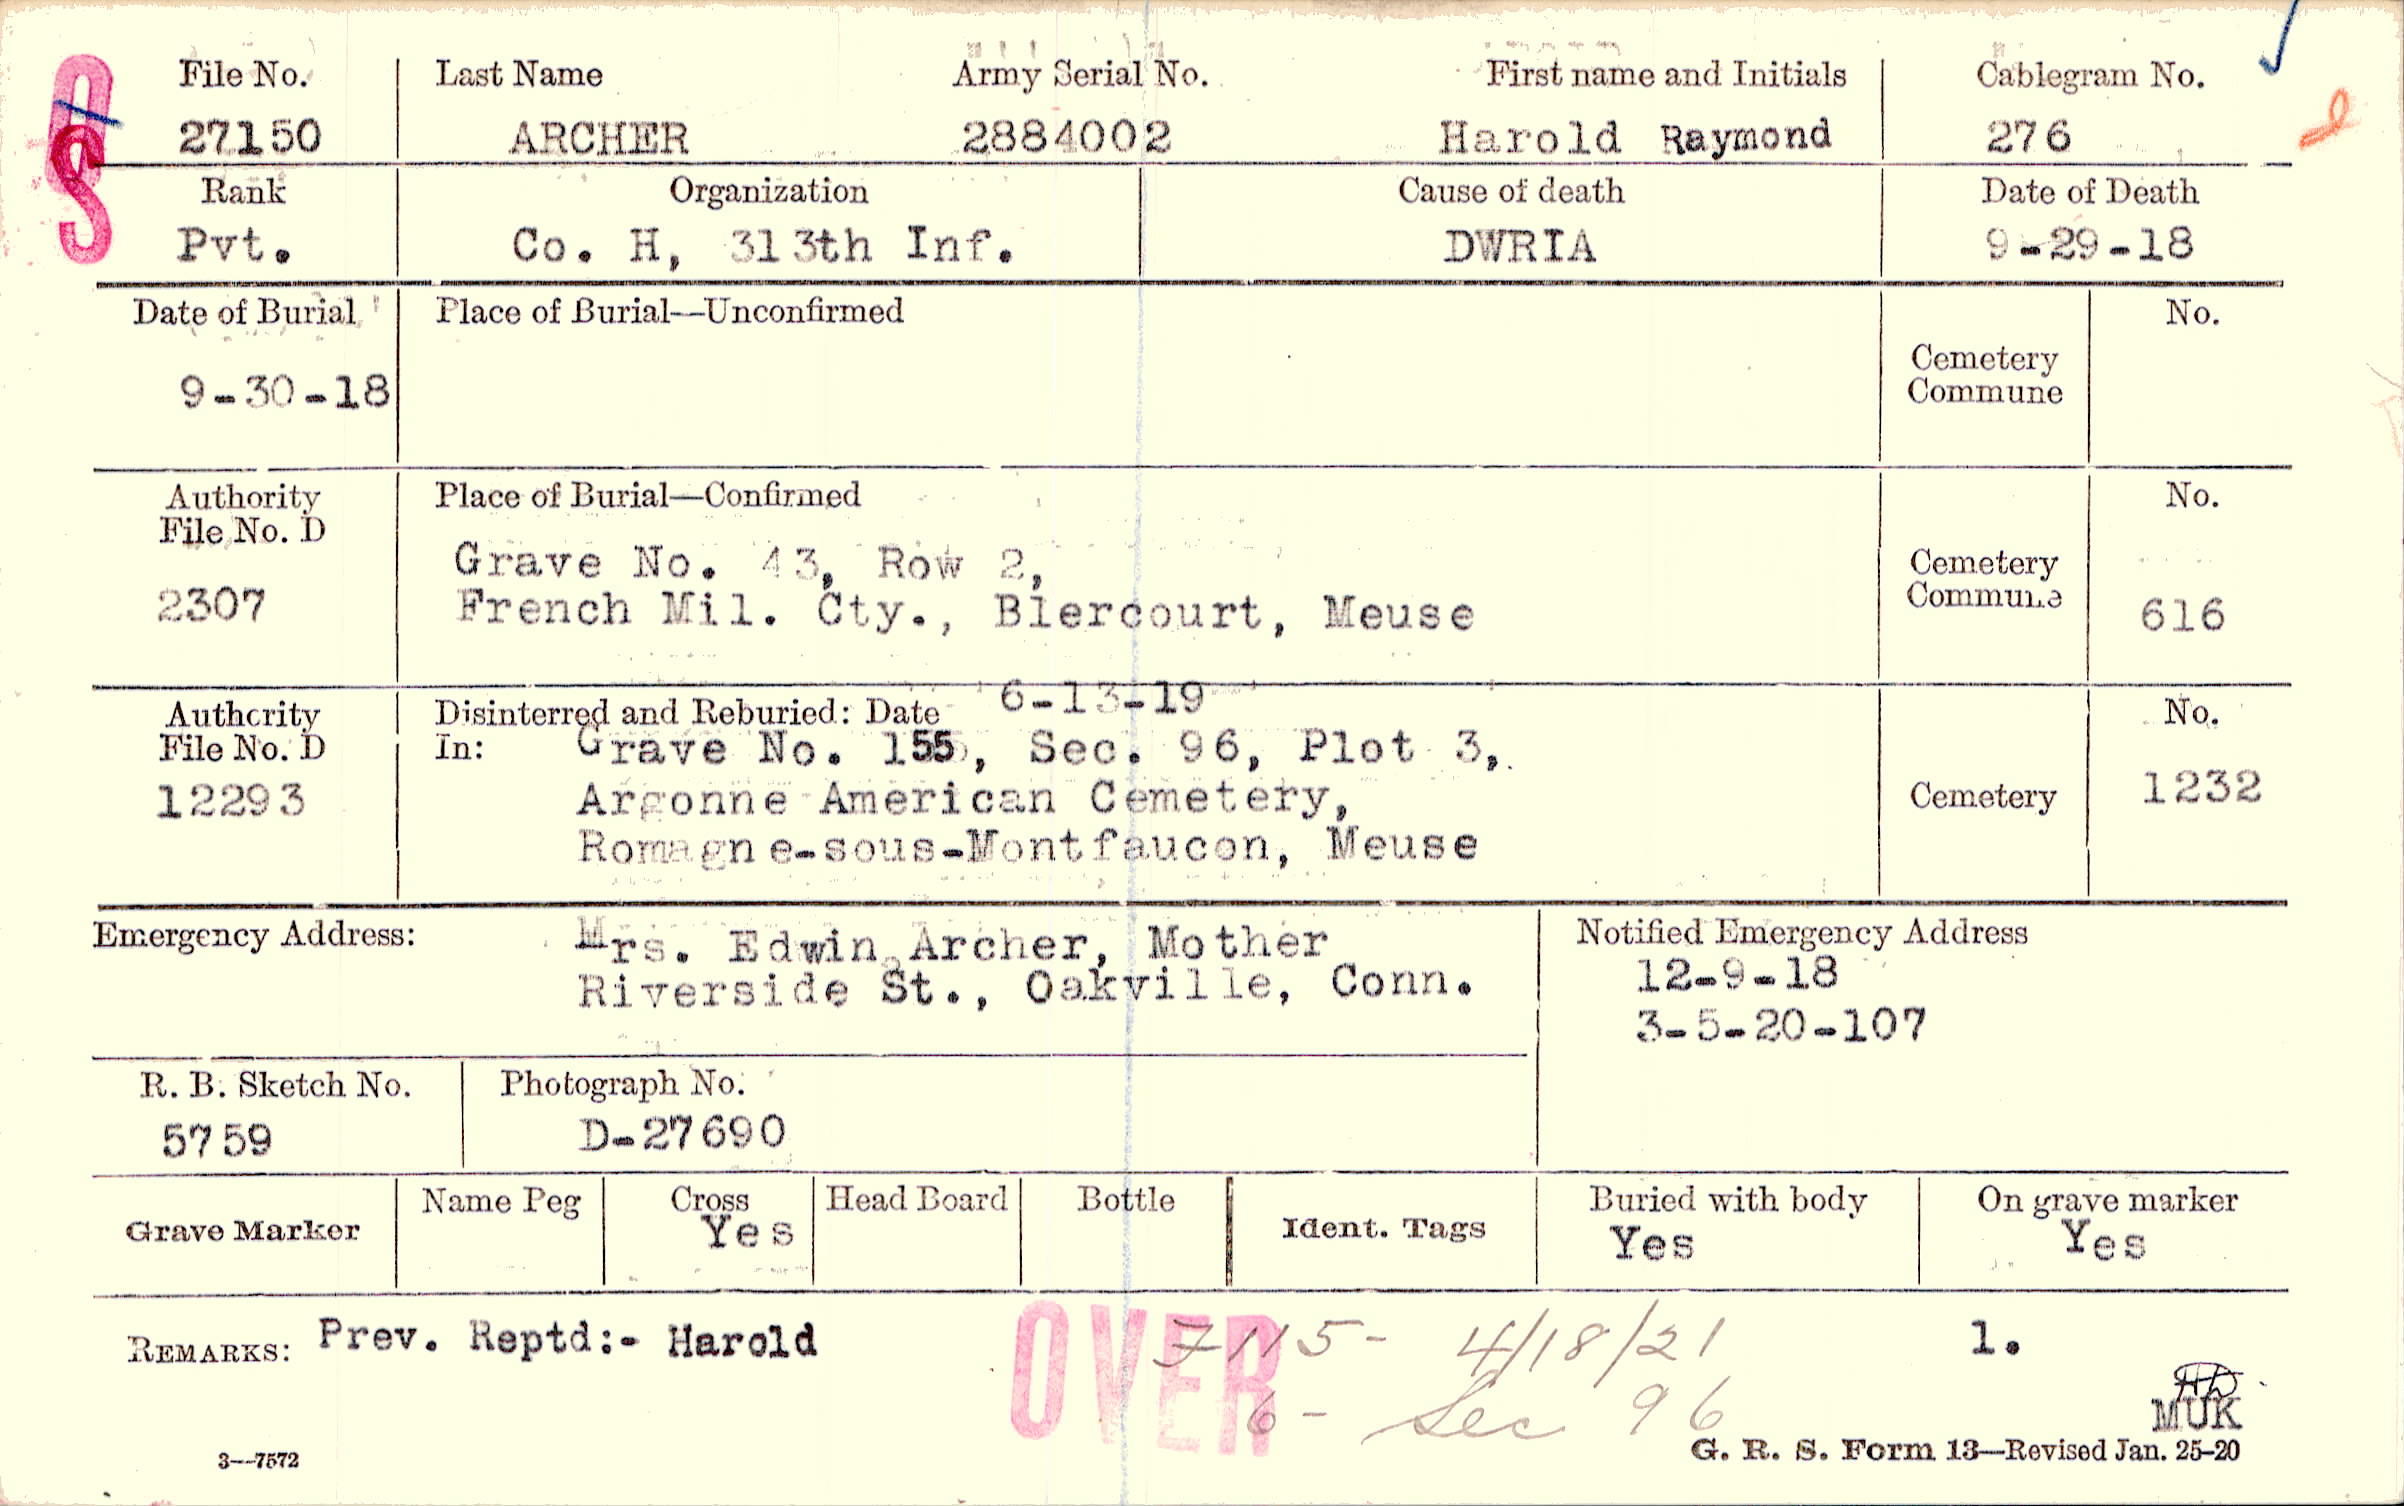 OS
File No. Last Name Army Serial No. First name and Initials Cablegram No.
27150 ARCHER 2884002 Harold Raymond 276
Rank Organization Cause of death Date of Death
Pvt. Co. H, 313th Inf. DWRIA 9-29-18
Date of Burial Place of Burial—Unconfirmed No.
Cemetery
Commune
9-30-18
Authority Place of Burial—Confirmed No.
File No. D
Grave No. 43, Row 2, Cemetery
2307 French Mil. Cty., Blercourt, Meuse Commune 616
Authority Disinterred and Reburied: Date 6-13-19 No.
File No. D In: Grave No. 155, Sec. 96, Plot 3,
12293 Argonne American Cemetery, Cemetery 1232
Romagne-sous-Montfaucon, Meuse
Emergency Address: Mrs. Edwin Archer, Mother Notified Emergency Address
Riverside St., Oakville, Conn. 12-9-18
3-5-20-107
R. B. Sketch No. Photograph No.
5759 D-27690
Grave Marker Name Peg Cross Head Board Bottle Ident. Tags Buried with body On grave marker
Yes Yes Yes
REMARKS: Prev. Reptd:- Harold OVER 7115- 4/18/21 1.
6- Sec 96
MUK
3—7572 G. R. S. Form 13—Revised Jan. 25-20